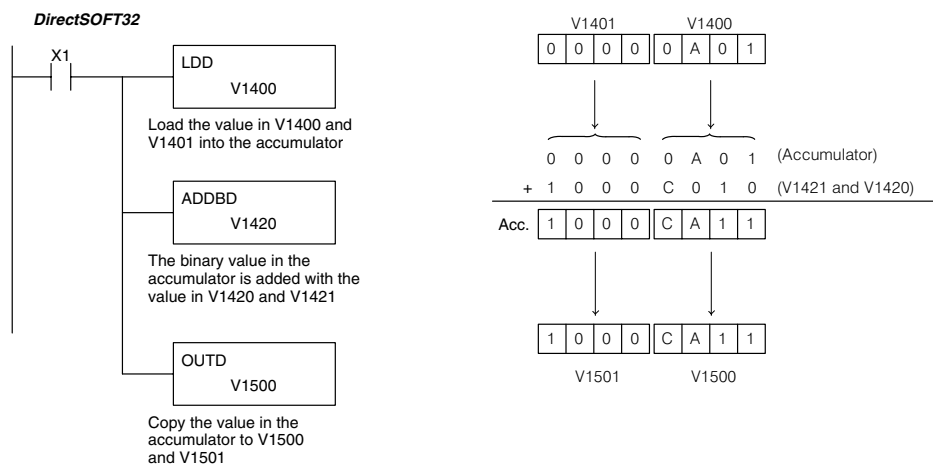 DirectSOFT32
X1
LDD
V1400
Load the value in V1400 and
V1401 into the accumulator
ADDBD
V1420
The binary value in the
accumulator is added with the
value in V1420 and V1421
OUTD
V1500
Copy the value in the
accumulator to V1500
and V1501
V1401 V1400
0 0 0 0 0 A 0 1
0 0 0 0 0 A 0 1 (Accumulator)
+ 1 0 0 0 C 0 1 0 (V1421 and V1420)
Acc. 1 0 0 0 C A 1 1
1 0 0 0 C A 1 1
V1501 V1500